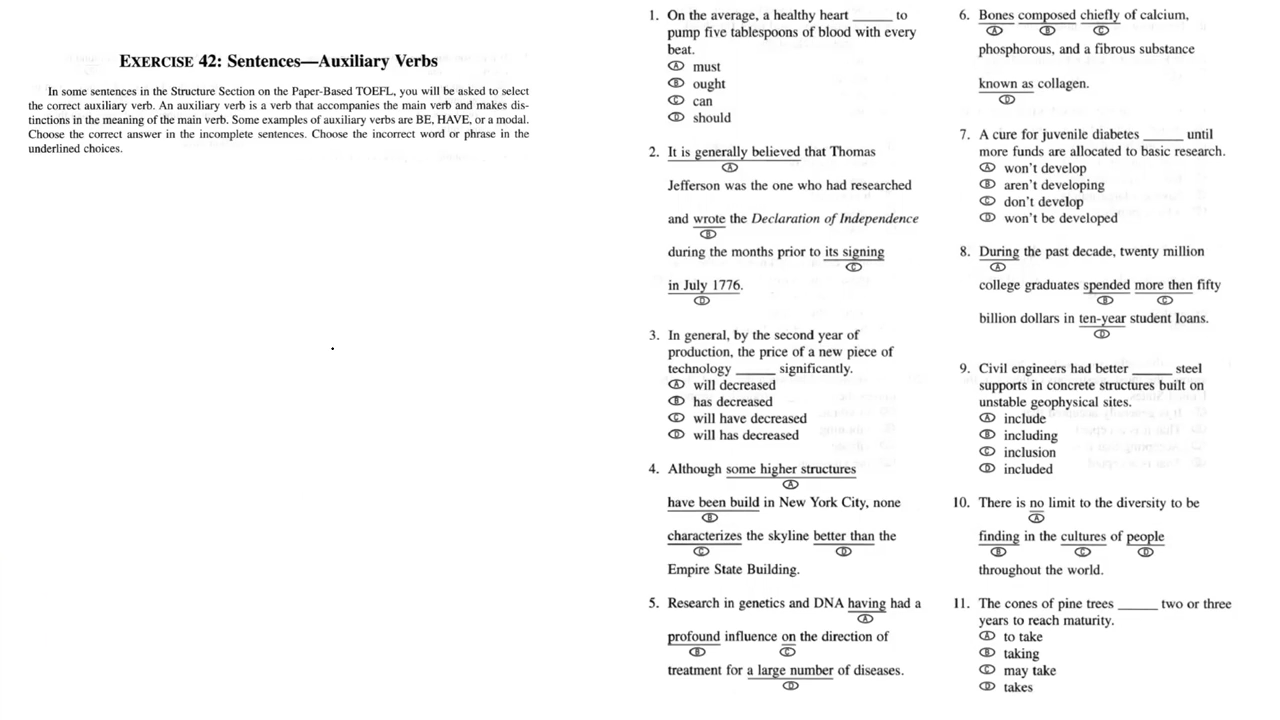 EXERCISE 42: Sentences—Auxiliary Verbs
In some sentences in the Structure Section on the Paper-Based TOEFL, you will be asked to select
the correct auxiliary verb. An auxiliary verb is a verb that accompanies the main verb and makes dis-
tinctions in the meaning of the main verb. Some examples of auxiliary verbs are BE, HAVE, or a modal.
Choose the correct answer in the incomplete sentences. Choose the incorrect word or phrase in the
underlined choices.
1. On the average, a healthy heart ______ to
pump five tablespoons of blood with every
beat.
Ⓐ must
Ⓑ ought
Ⓒ can
Ⓓ should
2. It is generally believed that Thomas
Ⓐ
Jefferson was the one who had researched
and wrote the Declaration of Independence
Ⓑ
during the months prior to its signing
Ⓒ
in July 1776.
Ⓓ
3. In general, by the second year of
production, the price of a new piece of
technology ______ significantly.
Ⓐ will decreased
Ⓑ has decreased
Ⓒ will have decreased
Ⓓ will has decreased
4. Although some higher structures
Ⓐ
have been build in New York City, none
Ⓑ
characterizes the skyline better than the
Ⓒ Ⓓ
Empire State Building.
5. Research in genetics and DNA having had a
Ⓐ
profound influence on the direction of
Ⓑ Ⓒ
treatment for a large number of diseases.
Ⓓ
6. Bones composed chiefly of calcium,
Ⓐ Ⓑ Ⓒ
phosphorous, and a fibrous substance
known as collagen.
Ⓓ
7. A cure for juvenile diabetes ______ until
more funds are allocated to basic research.
Ⓐ won't develop
Ⓑ aren't developing
Ⓒ don't develop
Ⓓ won't be developed
8. During the past decade, twenty million
Ⓐ
college graduates spended more then fifty
Ⓑ Ⓒ
billion dollars in ten-year student loans.
Ⓓ
9. Civil engineers had better ______ steel
supports in concrete structures built on
unstable geophysical sites.
Ⓐ include
Ⓑ including
Ⓒ inclusion
Ⓓ included
10. There is no limit to the diversity to be
Ⓐ
finding in the cultures of people
Ⓑ Ⓒ Ⓓ
throughout the world.
11. The cones of pine trees ______ two or three
years to reach maturity.
Ⓐ to take
Ⓑ taking
Ⓒ may take
Ⓓ takes